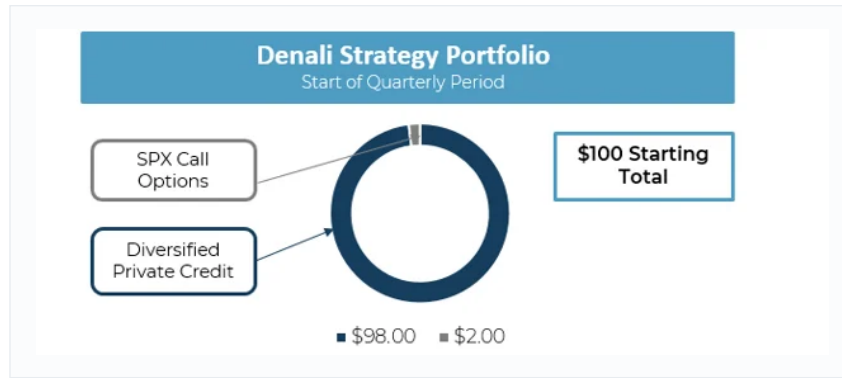 Denali Strategy Portfolio
Start of Quarterly Period
SPX Call
Options
$100 Starting
Total
Diversified
Private Credit
$98.00 $2.00